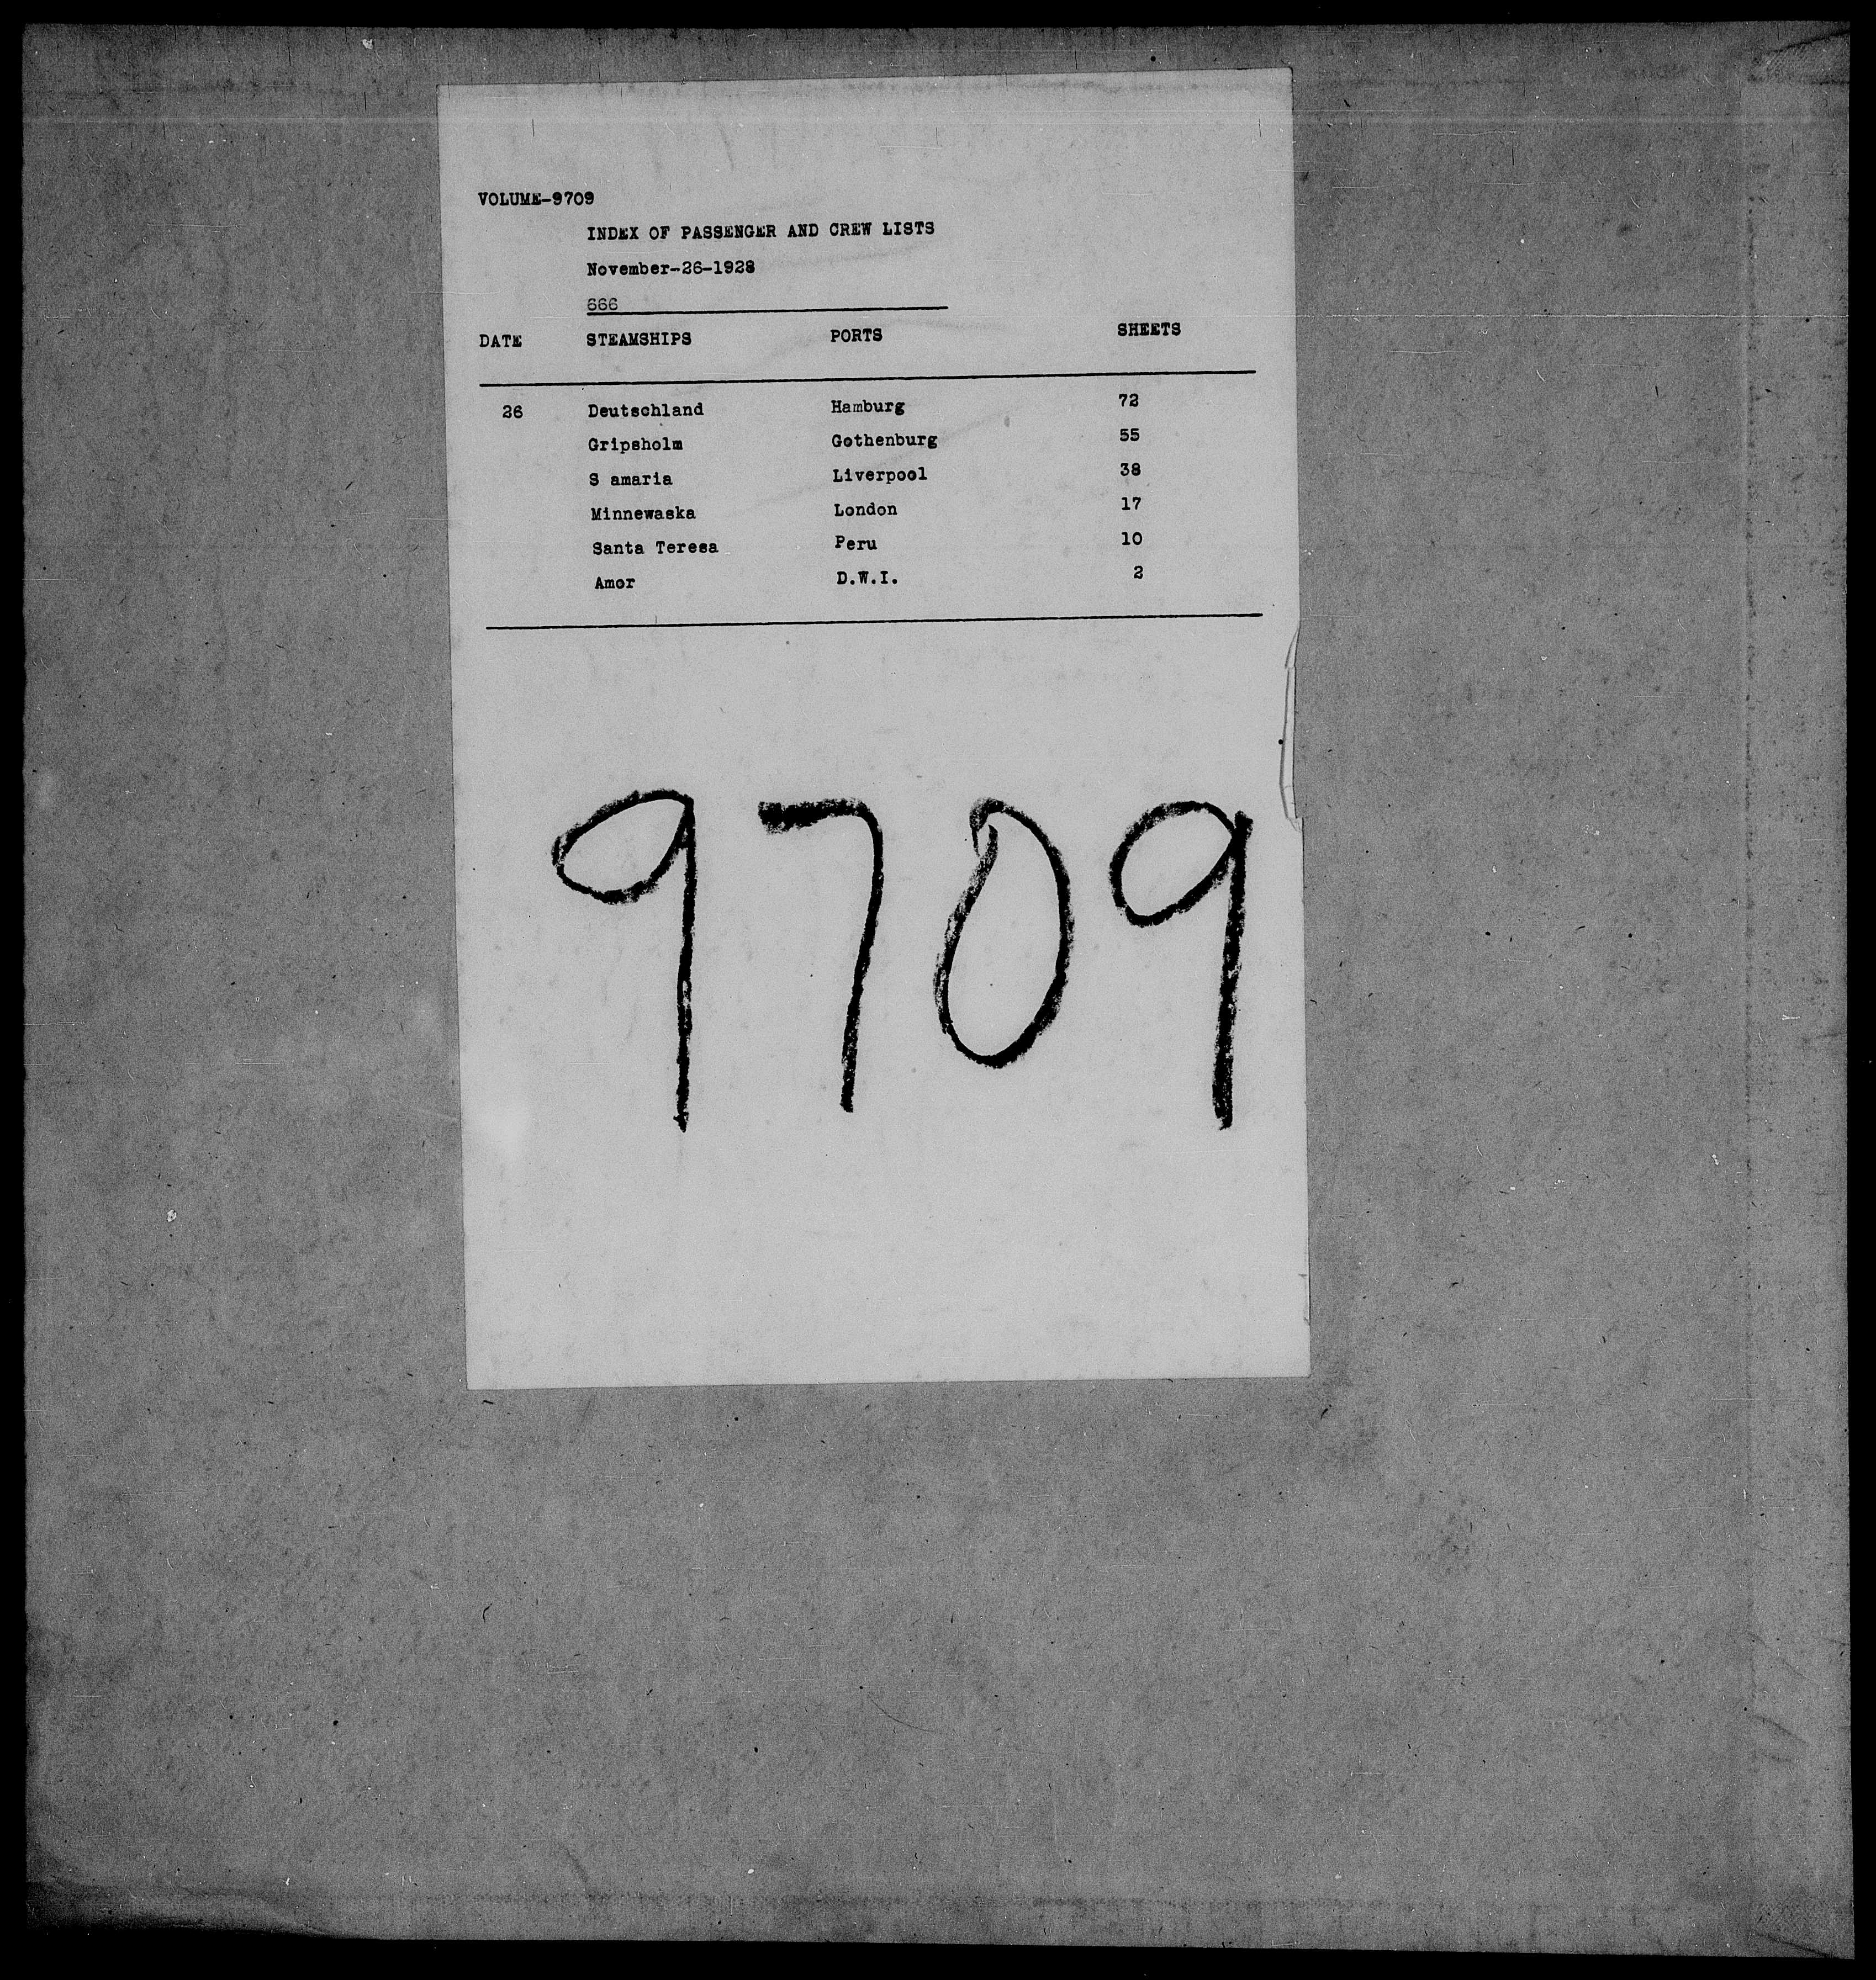 VOLUME-9709
INDEX OF PASSENGER AND CREW LISTS
November-26-1928
666
DATE STEAMSHIPS PORTS SHEETS
26 Deutschland Hamburg 72
Gripsholm Gothenburg 55
S amaria Liverpool 38
Minnewaska London 17
Santa Teresa Peru 10
Amor D.W.I. 2
9709